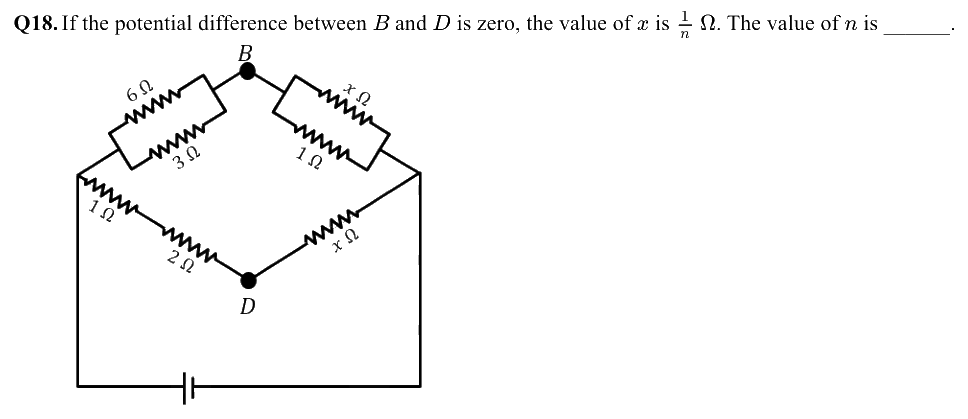 Q18. If the potential difference between B and D is zero, the value of x is 1/n Ω. The value of n is ______.
B
6 Ω
x Ω
3 Ω
1 Ω
1 Ω
2 Ω
x Ω
D